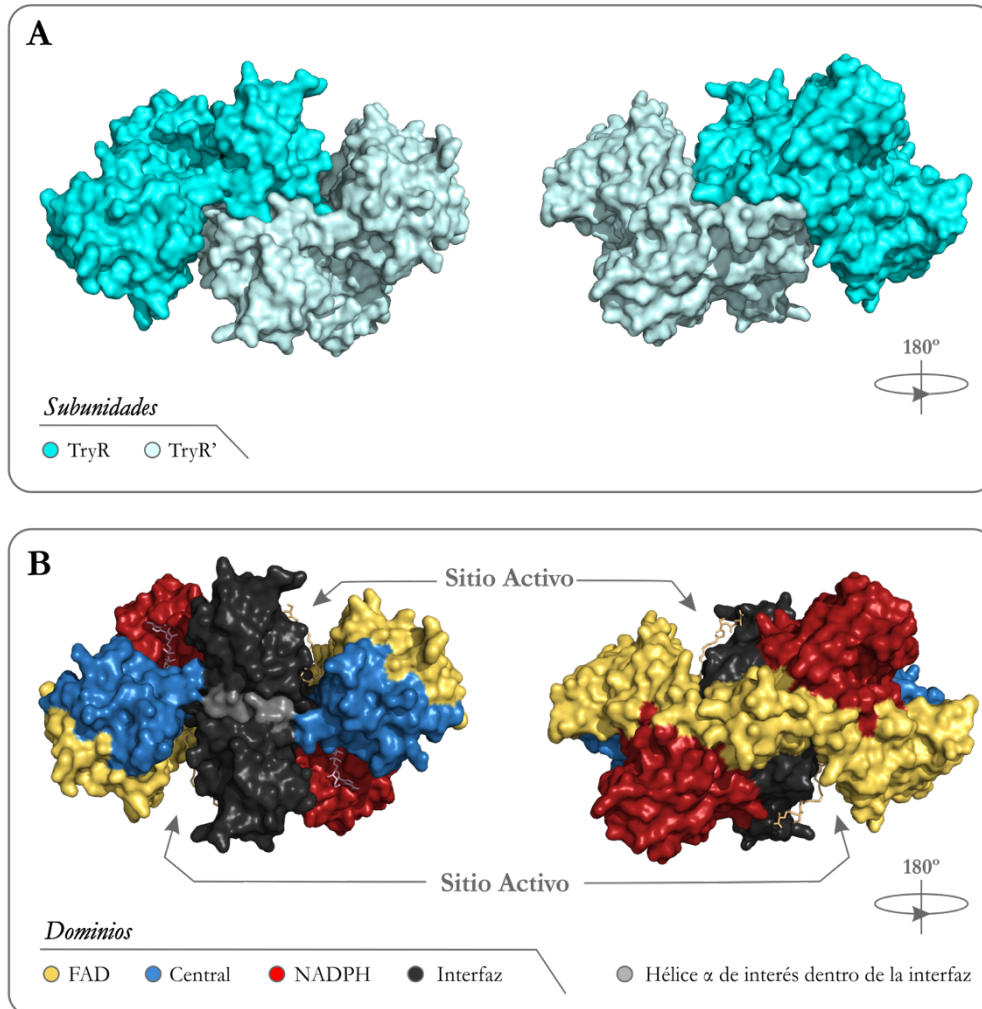 A
180º
Subunidades
TryR TryR’
B
Sitio Activo
Sitio Activo
180º
Dominios
FAD Central NADPH Interfaz Hélice α de interés dentro de la interfaz